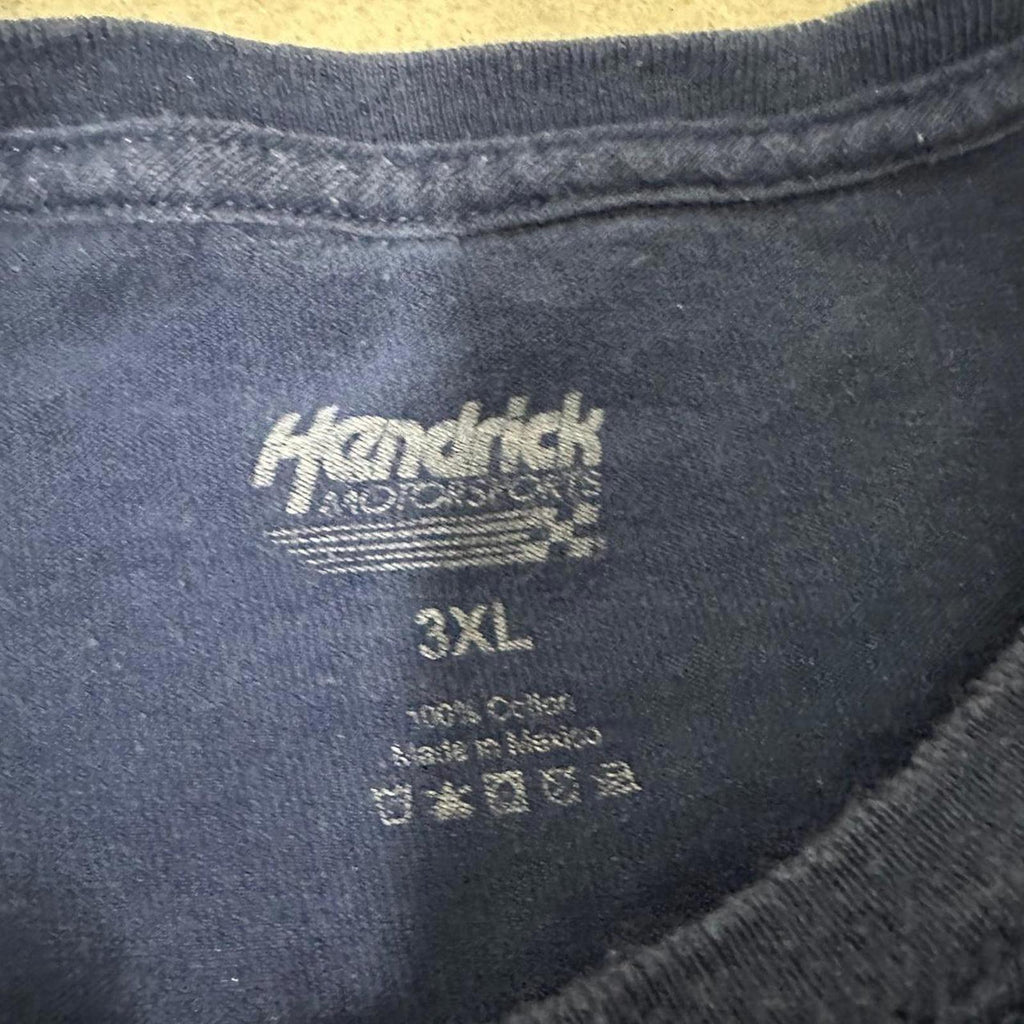 Hendrick
MOTORSPORTS
3XL
100% Cotton
Made in Mexico